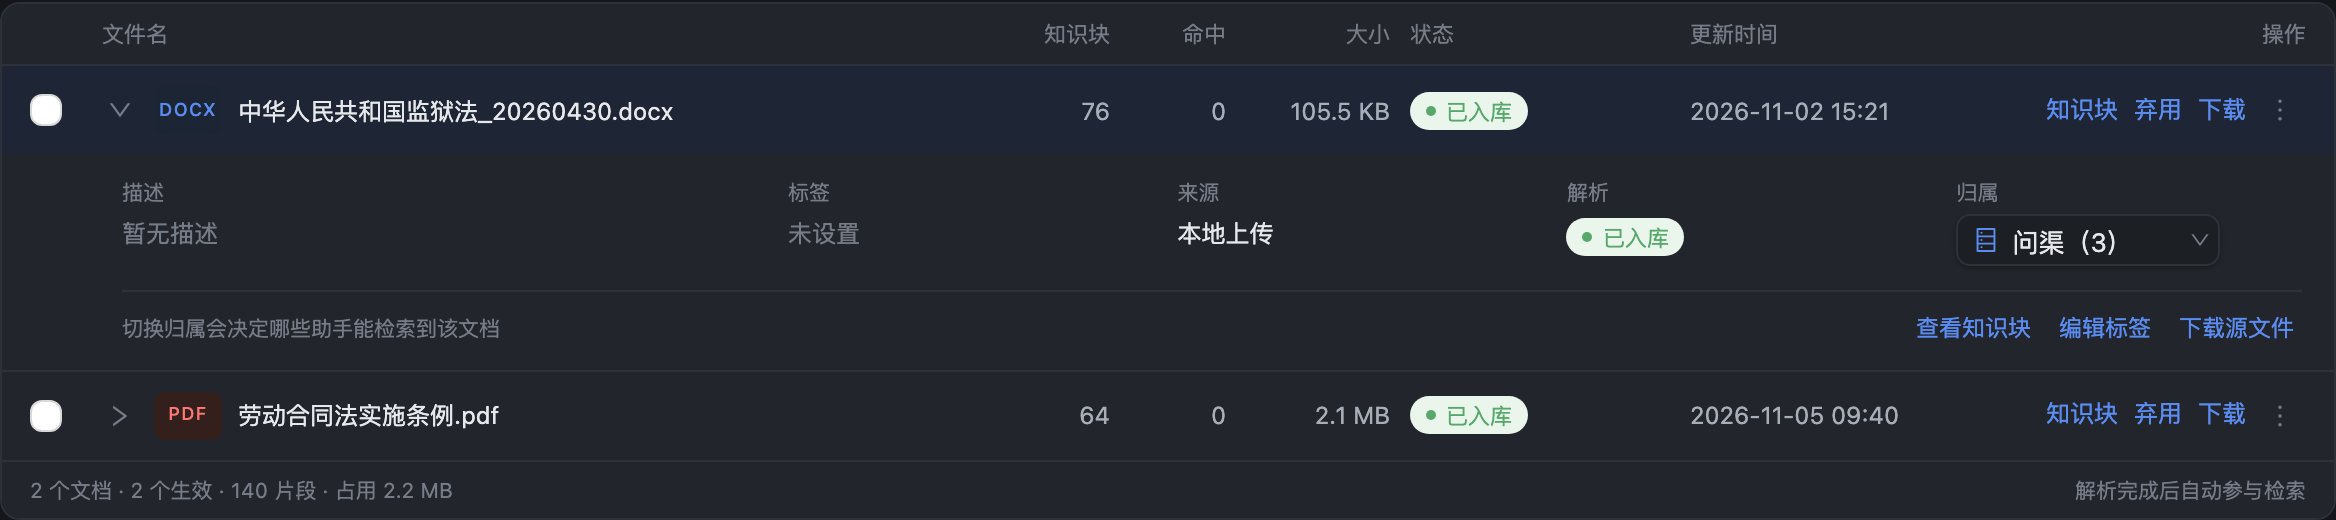 文件名 知识块 命中 大小 状态 更新时间 操作
DOCX 中华人民共和国监狱法_20260430.docx 76 0 105.5 KB 已入库 2026-11-02 15:21 知识块 弃用 下载
描述 标签 来源 解析 归属
暂无描述 未设置 本地上传 已入库 问渠（3）
切换归属会决定哪些助手能检索到该文档 查看知识块 编辑标签 下载源文件
PDF 劳动合同法实施条例.pdf 64 0 2.1 MB 已入库 2026-11-05 09:40 知识块 弃用 下载
2 个文档 · 2 个生效 · 140 片段 · 占用 2.2 MB 解析完成后自动参与检索